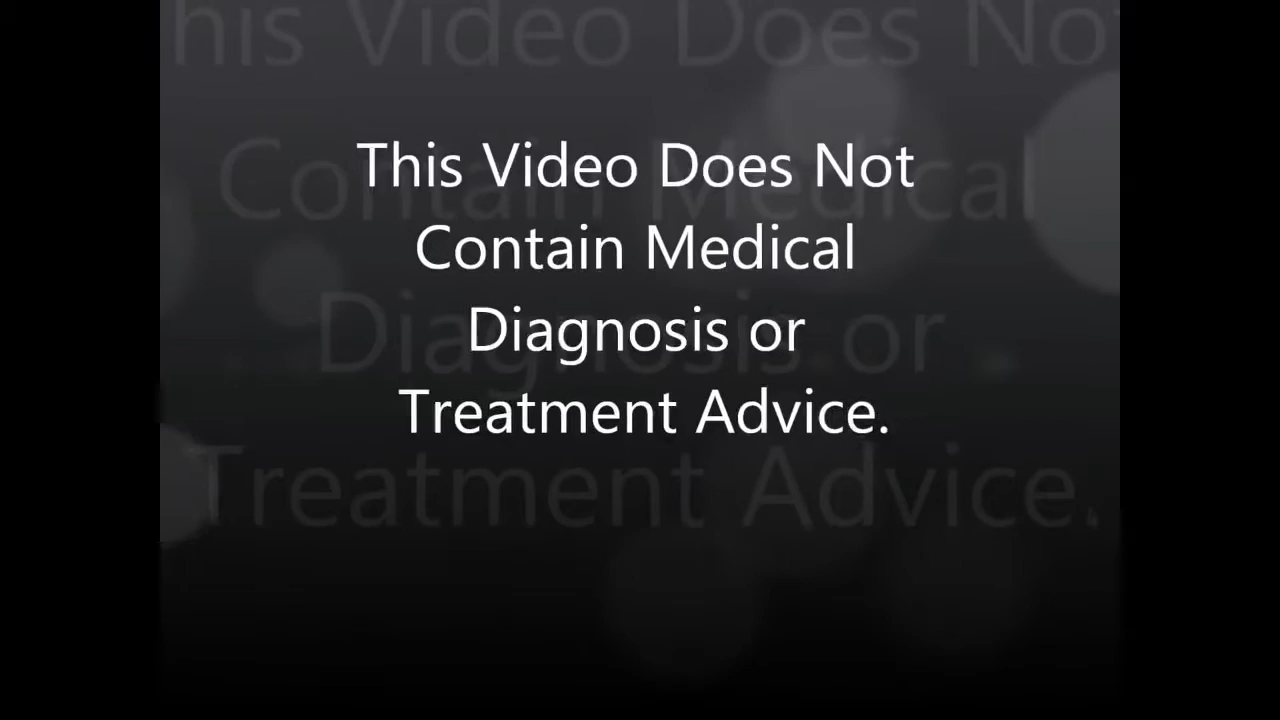 This Video Does Not
Contain Medical
Diagnosis or
Treatment Advice.